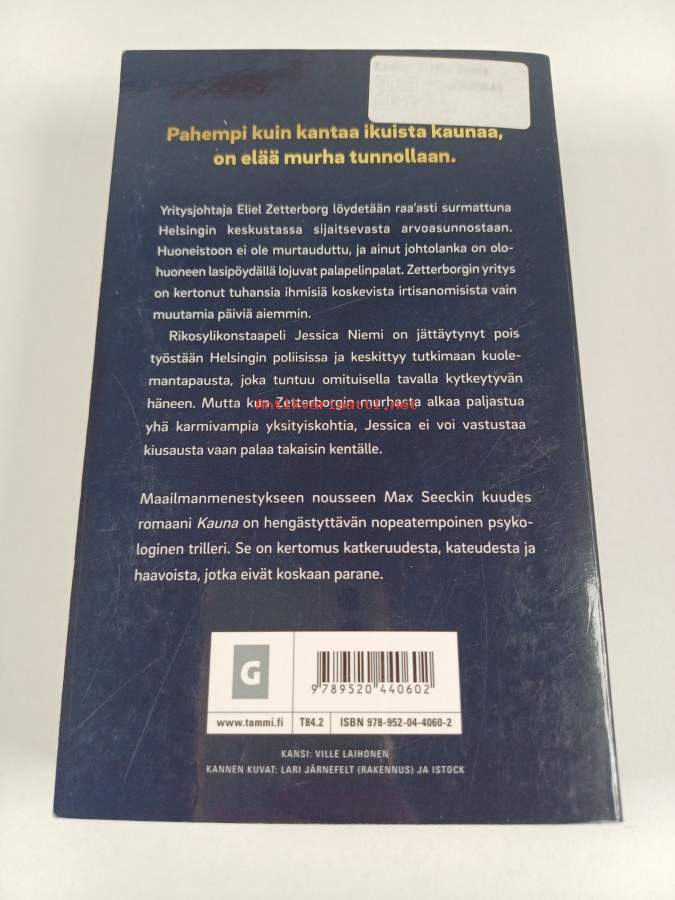 Pahempi kuin kantaa ikuista kaunaa,
on elää murha tunnollaan.
Yritysjohtaja Eliel Zetterborg löydetään raa'asti surmattuna
Helsingin keskustassa sijaitsevasta arvoasunnostaan.
Huoneistoon ei ole murtauduttu, ja ainut johtolanka on olo-
huoneen lasipöydällä lojuvat palapelinpalat. Zetterborgin yritys
on kertonut tuhansia ihmisiä koskevista irtisanomisista vain
muutamia päiviä aiemmin.
Rikosylikonstaapeli Jessica Niemi on jättäytynyt pois
työstään Helsingin poliisissa ja keskittyy tutkimaan kuole-
mantapausta, joka tuntuu omituisella tavalla kytkeytyvän
häneen. Mutta kun Zetterborgin murhasta alkaa paljastua
Antikvariaatti.net
yhä karmivampia yksityiskohtia, Jessica ei voi vastustaa
kiusausta vaan palaa takaisin kentälle.
Maailmanmenestykseen nousseen Max Seeckin kuudes
romaani Kauna on hengästyttävän nopeatempoinen psyko-
loginen trilleri. Se on kertomus katkeruudesta, kateudesta ja
haavoista, jotka eivät koskaan parane.
G
9 789520 440602
www.tammi.fi
T84.2
ISBN 978-952-04-4060-2
KANSI: VILLE LAIHONEN
KANNEN KUVAT: LARI JÄRNEFELT (RAKENNUS) JA ISTOCK